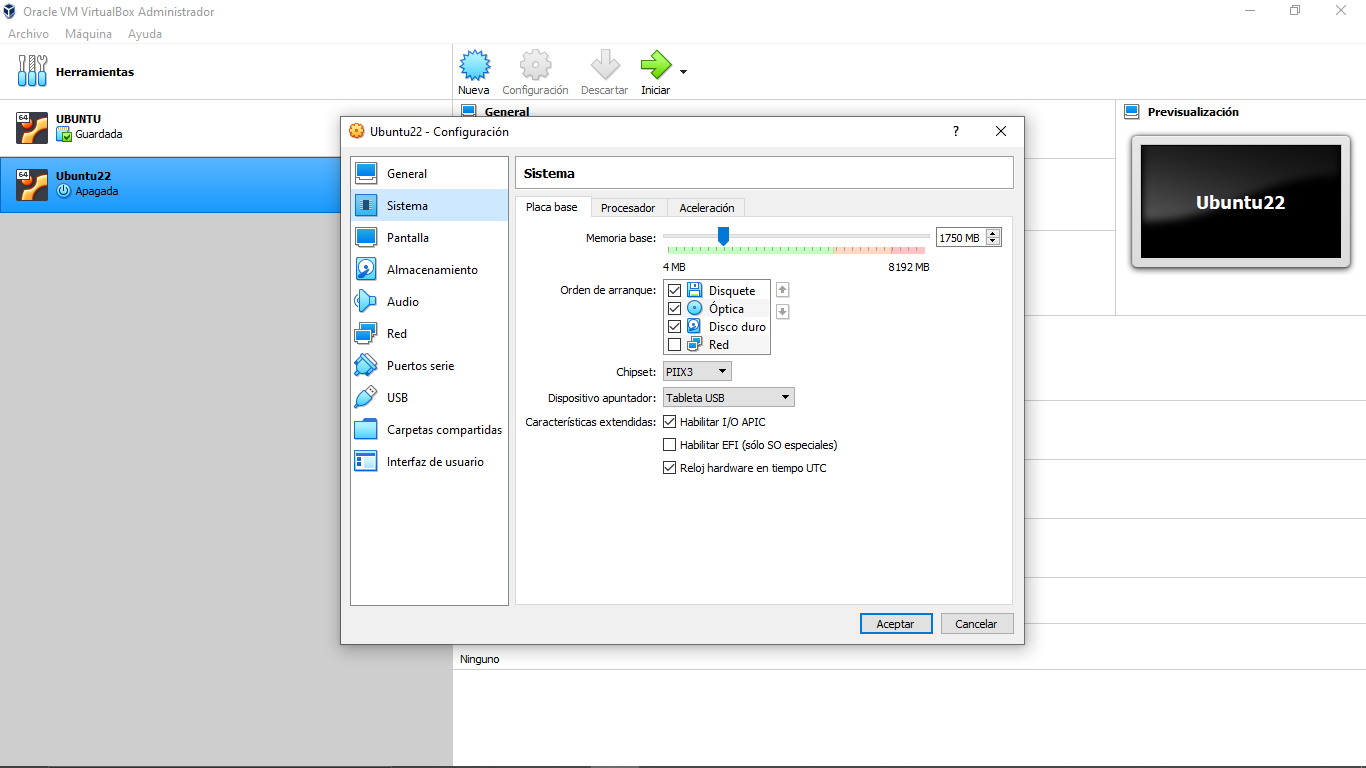 Oracle VM VirtualBox Administrador
Archivo Máquina Ayuda
Herramientas
Nueva Configuración Descartar Iniciar
64 UBUNTU
Guardada
64 Ubuntu22
Apagada
General
Previsualización
Ubuntu22
Ubuntu22 - Configuración ?
General
Sistema
Pantalla
Almacenamiento
Audio
Red
Puertos serie
USB
Carpetas compartidas
Interfaz de usuario
Sistema
Placa base Procesador Aceleración
Memoria base: 1750 MB
4 MB 8192 MB
Orden de arranque: Disquete
Óptica
Disco duro
Red
Chipset: PIIX3
Dispositivo apuntador: Tableta USB
Características extendidas: Habilitar I/O APIC
Habilitar EFI (sólo SO especiales)
Reloj hardware en tiempo UTC
Aceptar Cancelar
Ninguno